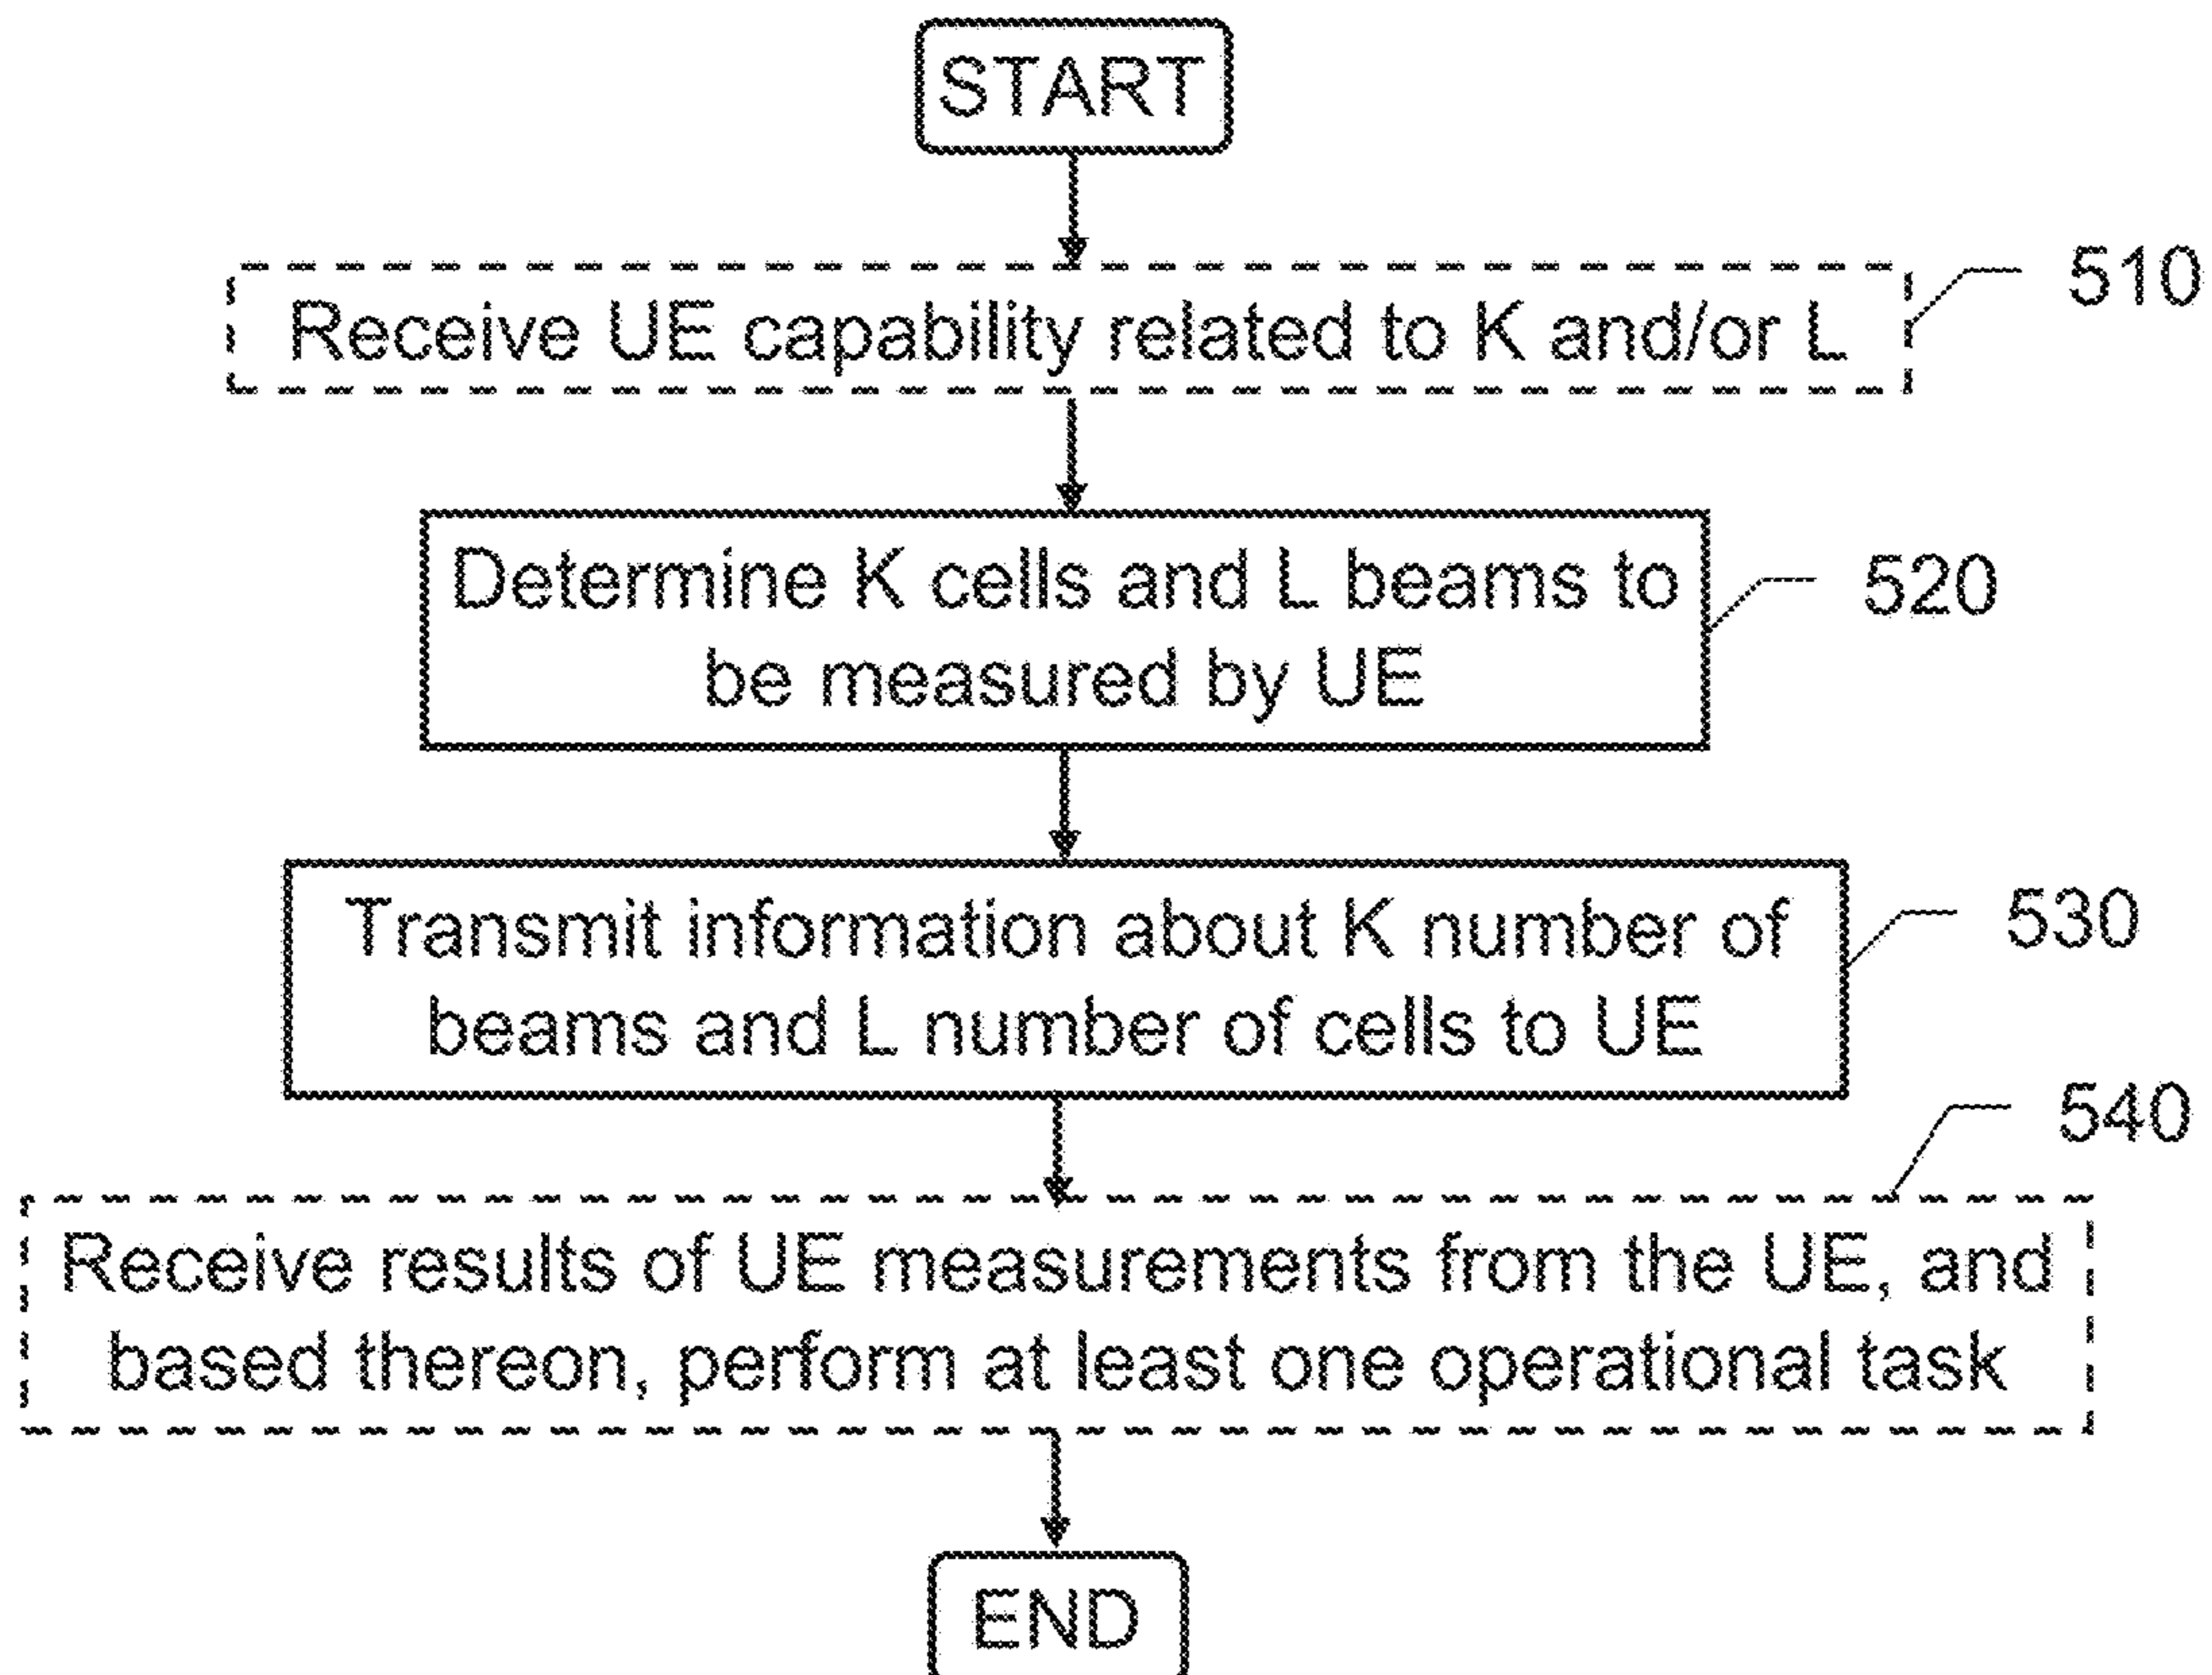 START
Receive UE capability related to K and/or L
510
Determine K cells and L beams to
be measured by UE
520
Transmit information about K number of
beams and L number of cells to UE
530
540
Receive results of UE measurements from the UE, and
based thereon, perform at least one operational task
END